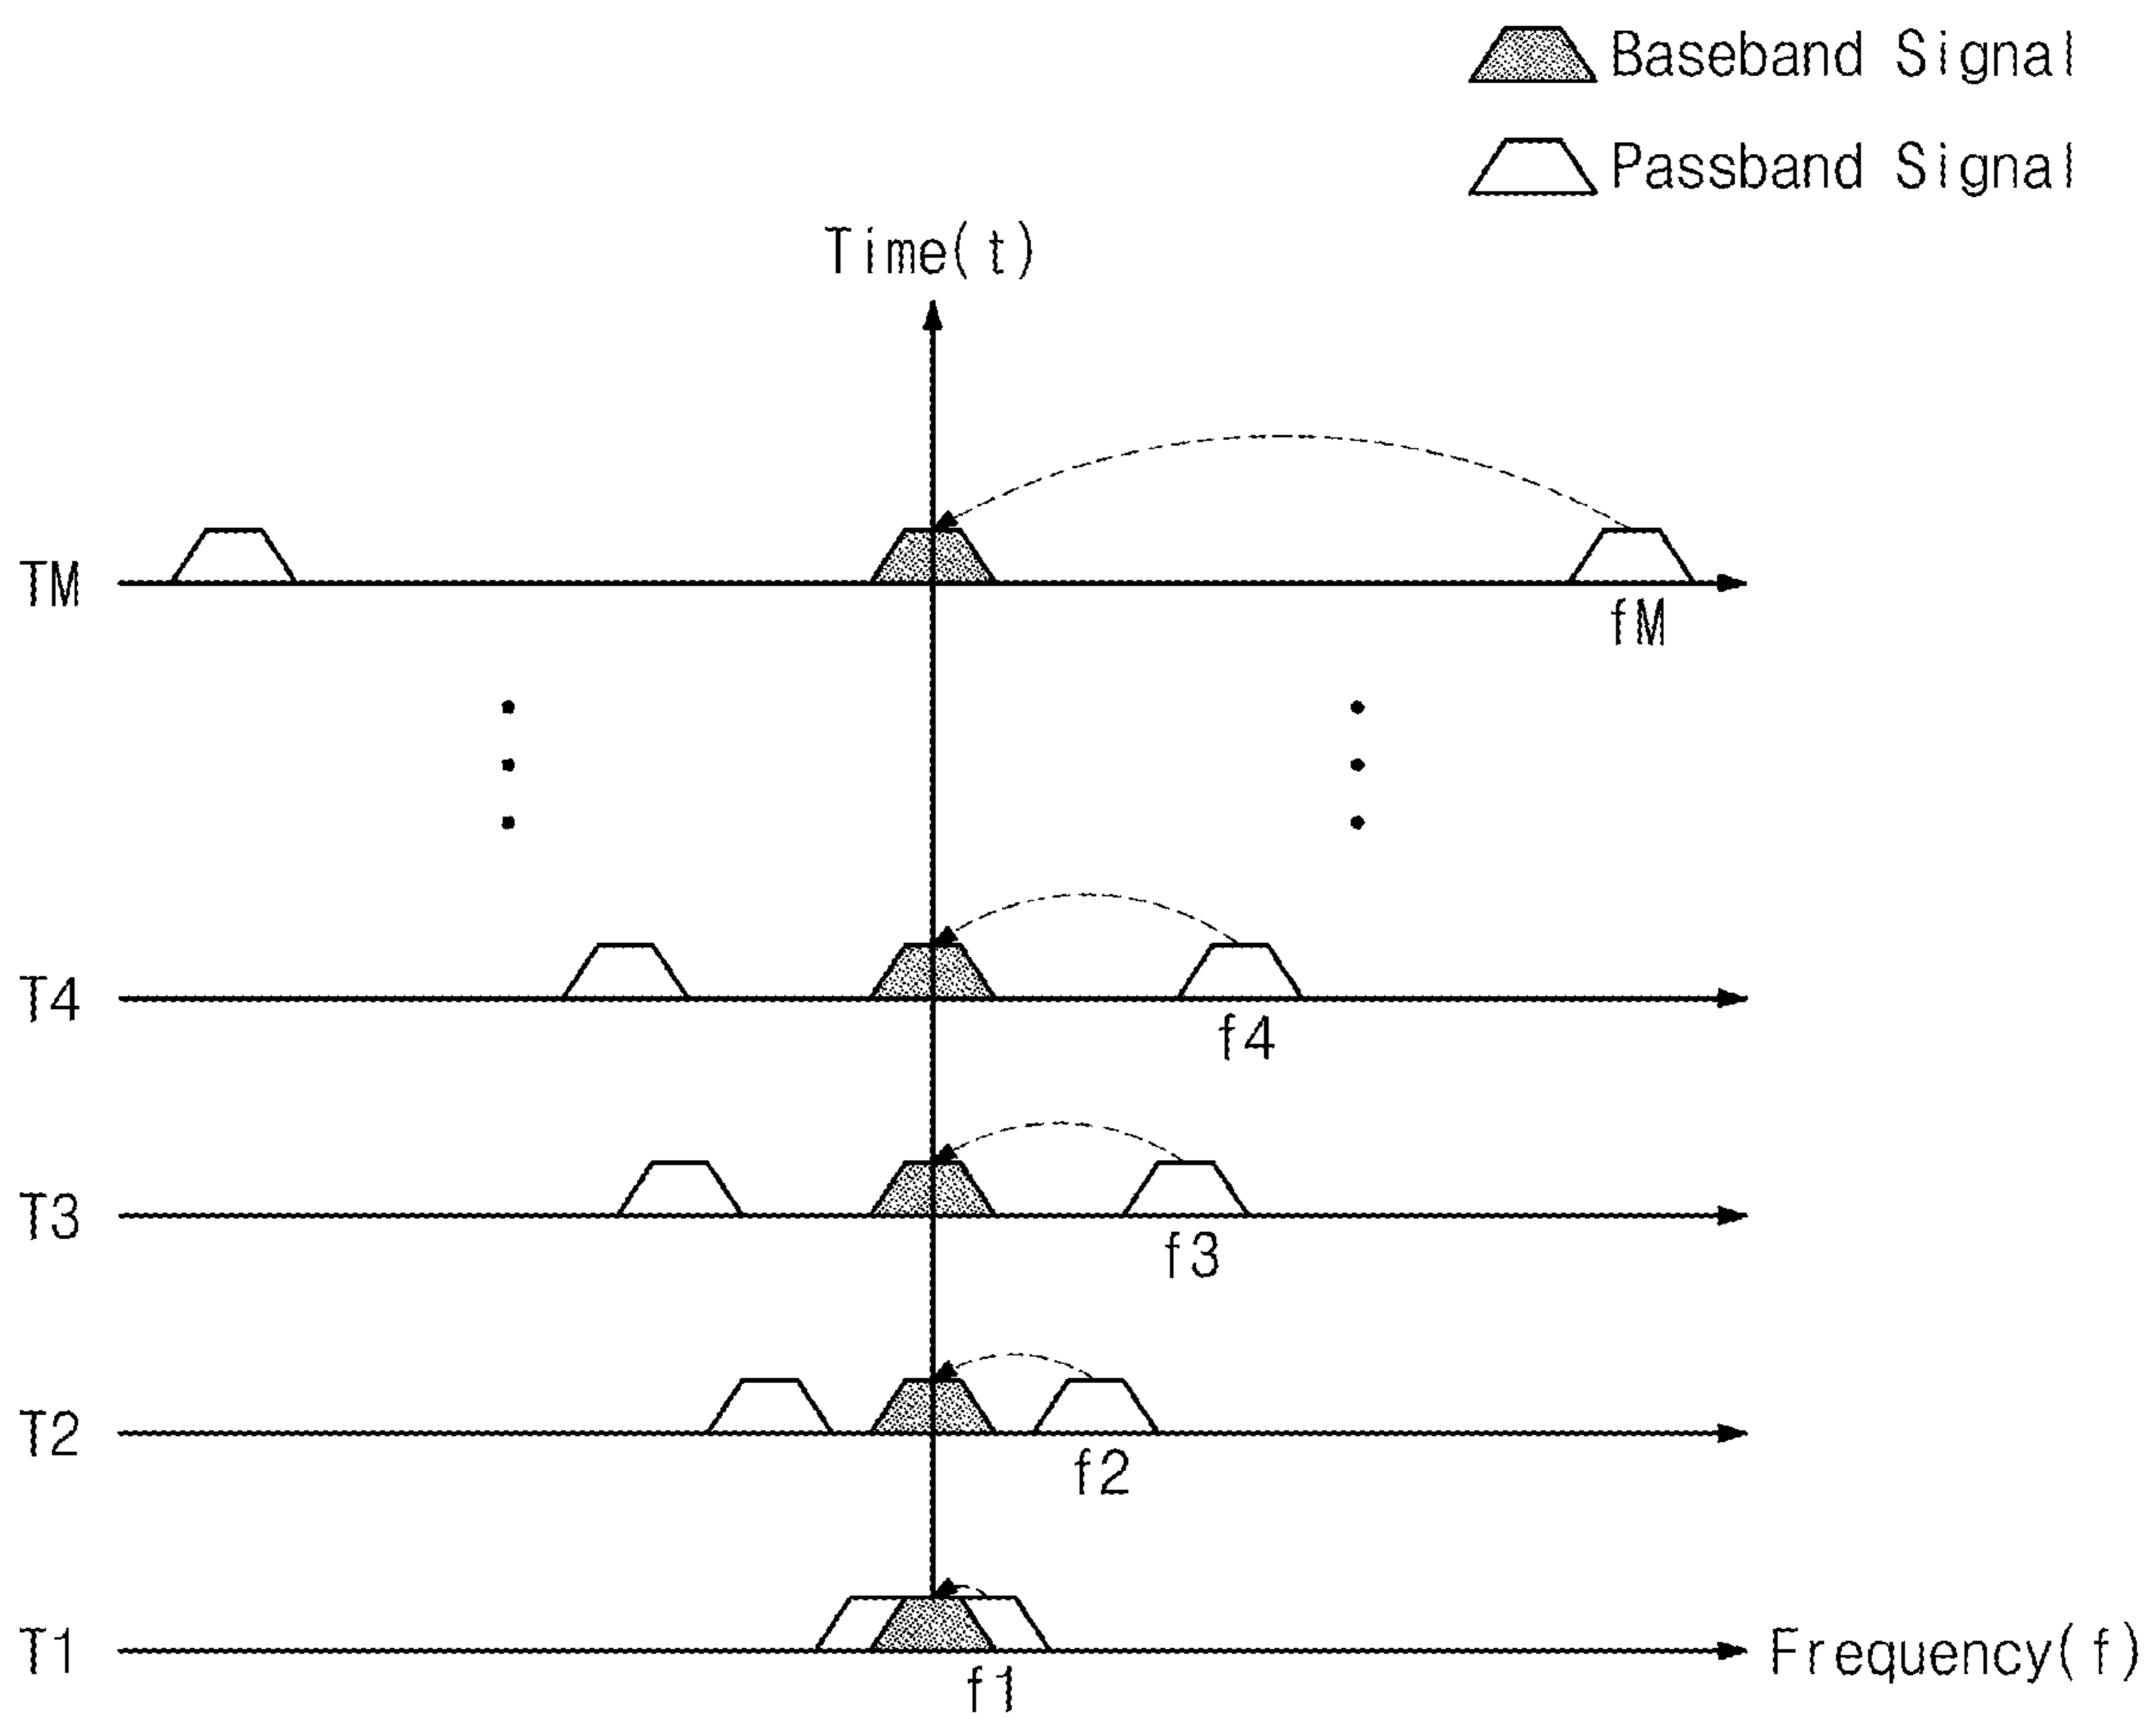 Baseband Signal
Passband Signal
Time(t)
TM
fM
T4
f4
T3
f3
T2
f2
T1
Frequency(f)
f1